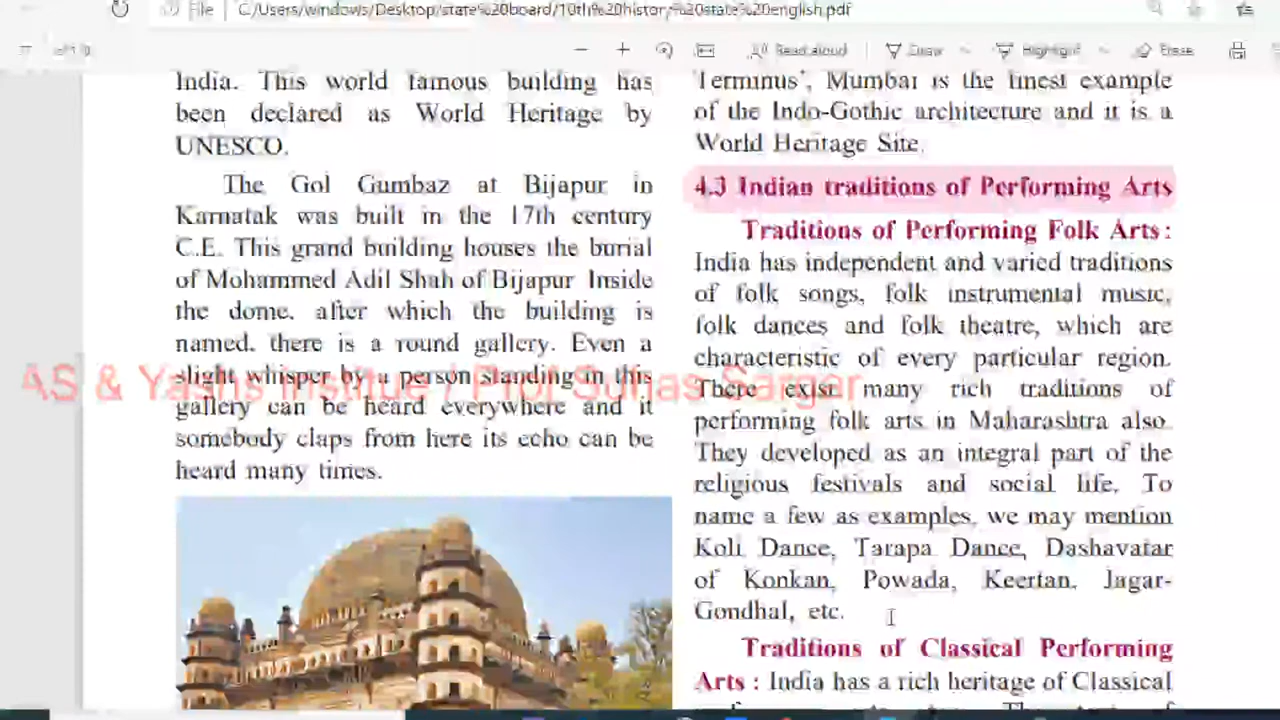 File
C:/Users/windows/Desktop/state%20board/10th%20history%20state%20english.pdf
Read aloud
Draw
Highlight
Erase
India. This world famous building has
been declared as World Heritage by
UNESCO.
The Gol Gumbaz at Bijapur in
Karnatak was built in the 17th century
C.E. This grand building houses the burial
of Mohammed Adil Shah of Bijapur Inside
the dome, after which the building is
named, there is a round gallery. Even a
slight whisper by a person standing in this
gallery can be heard everywhere and if
somebody claps from here its echo can be
heard many times.
Terminus', Mumbai is the finest example
of the Indo-Gothic architecture and it is a
World Heritage Site.
4.3 Indian traditions of Performing Arts
Traditions of Performing Folk Arts :
India has independent and varied traditions
of folk songs, folk instrumental music,
folk dances and folk theatre, which are
characteristic of every particular region.
There exist many rich traditions of
performing folk arts in Maharashtra also.
They developed as an integral part of the
religious festivals and social life. To
name a few as examples, we may mention
Koli Dance, Tarapa Dance, Dashavatar
of Konkan, Powada, Keertan, Jagar-
Gondhal, etc.
Traditions of Classical Performing
Arts : India has a rich heritage of Classical
AS & Yashs Institue / Prof Suhas Sargar